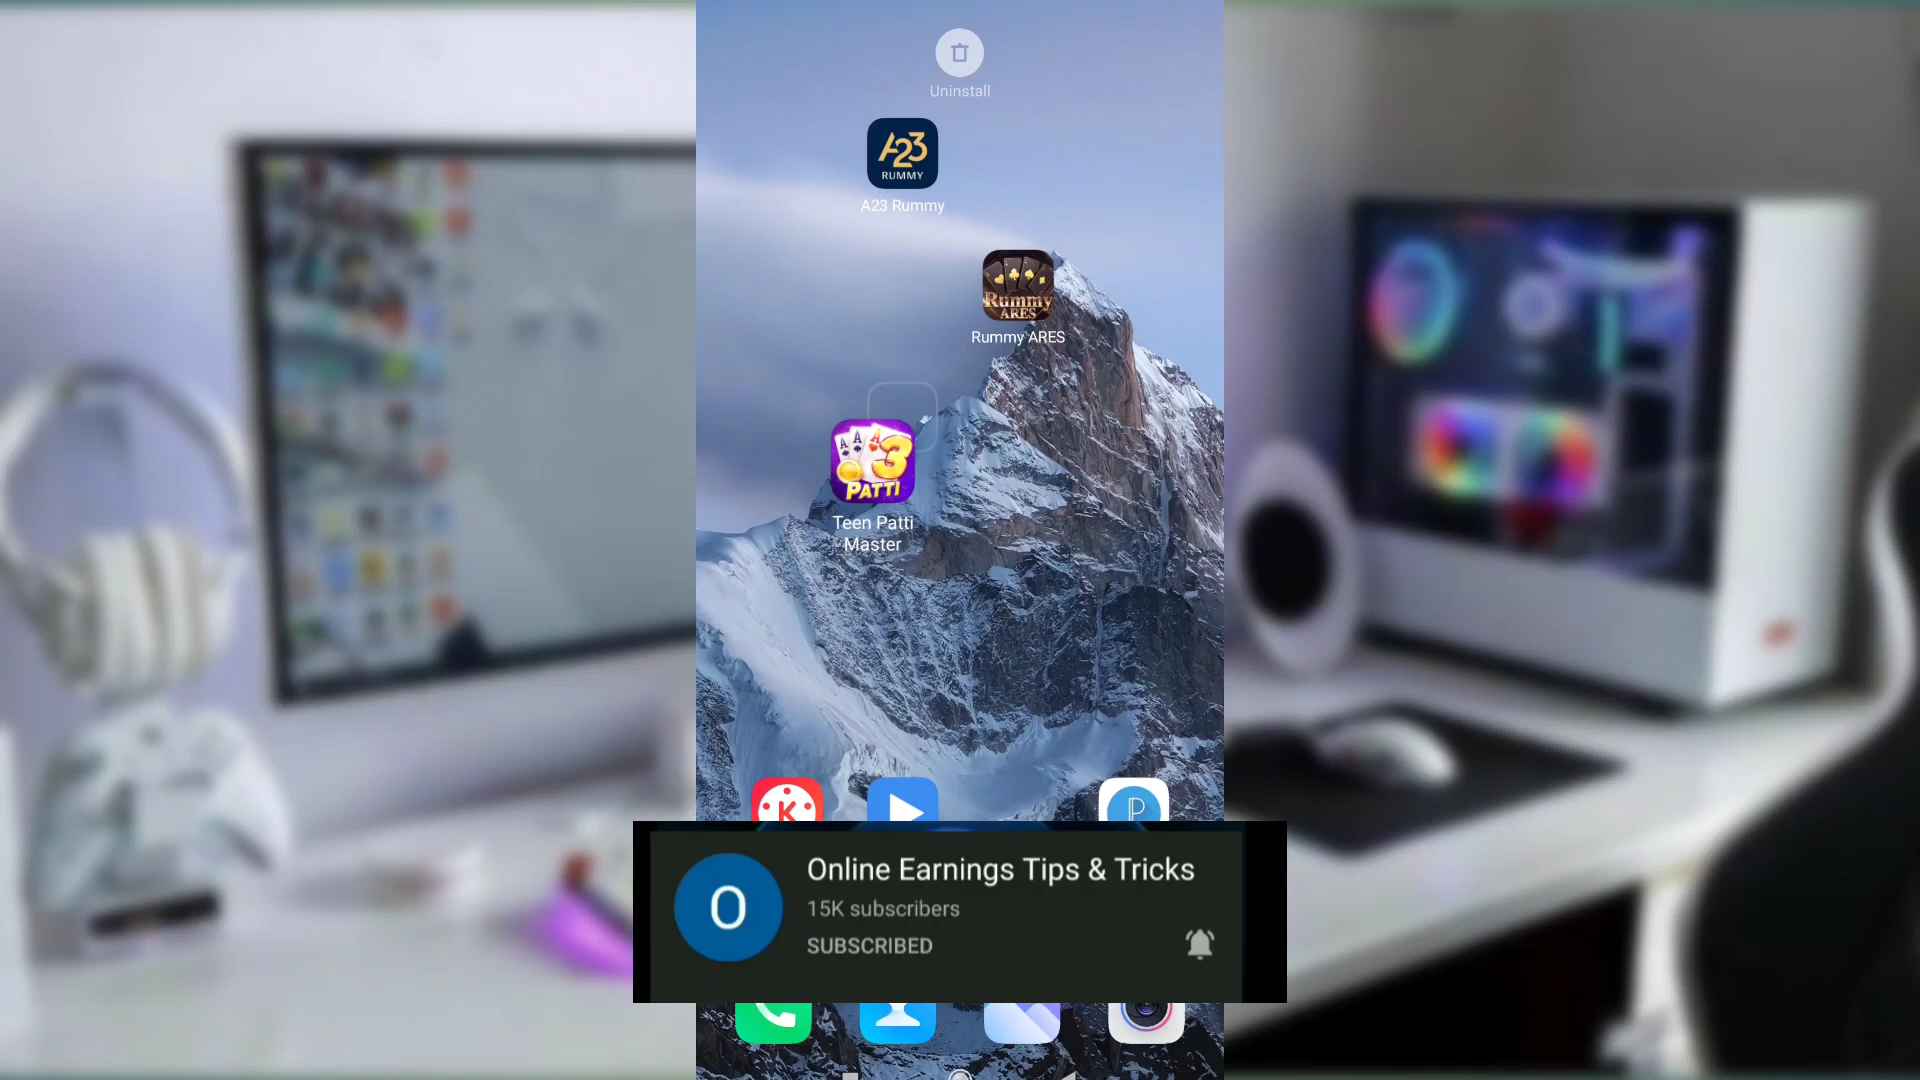 Uninstall
A23
RUMMY
A23 Rummy
Rummy
ARES
Rummy ARES
A A A 3
PATTI
Teen Patti
Master
K
P
O
Online Earnings Tips & Tricks
15K subscribers
SUBSCRIBED